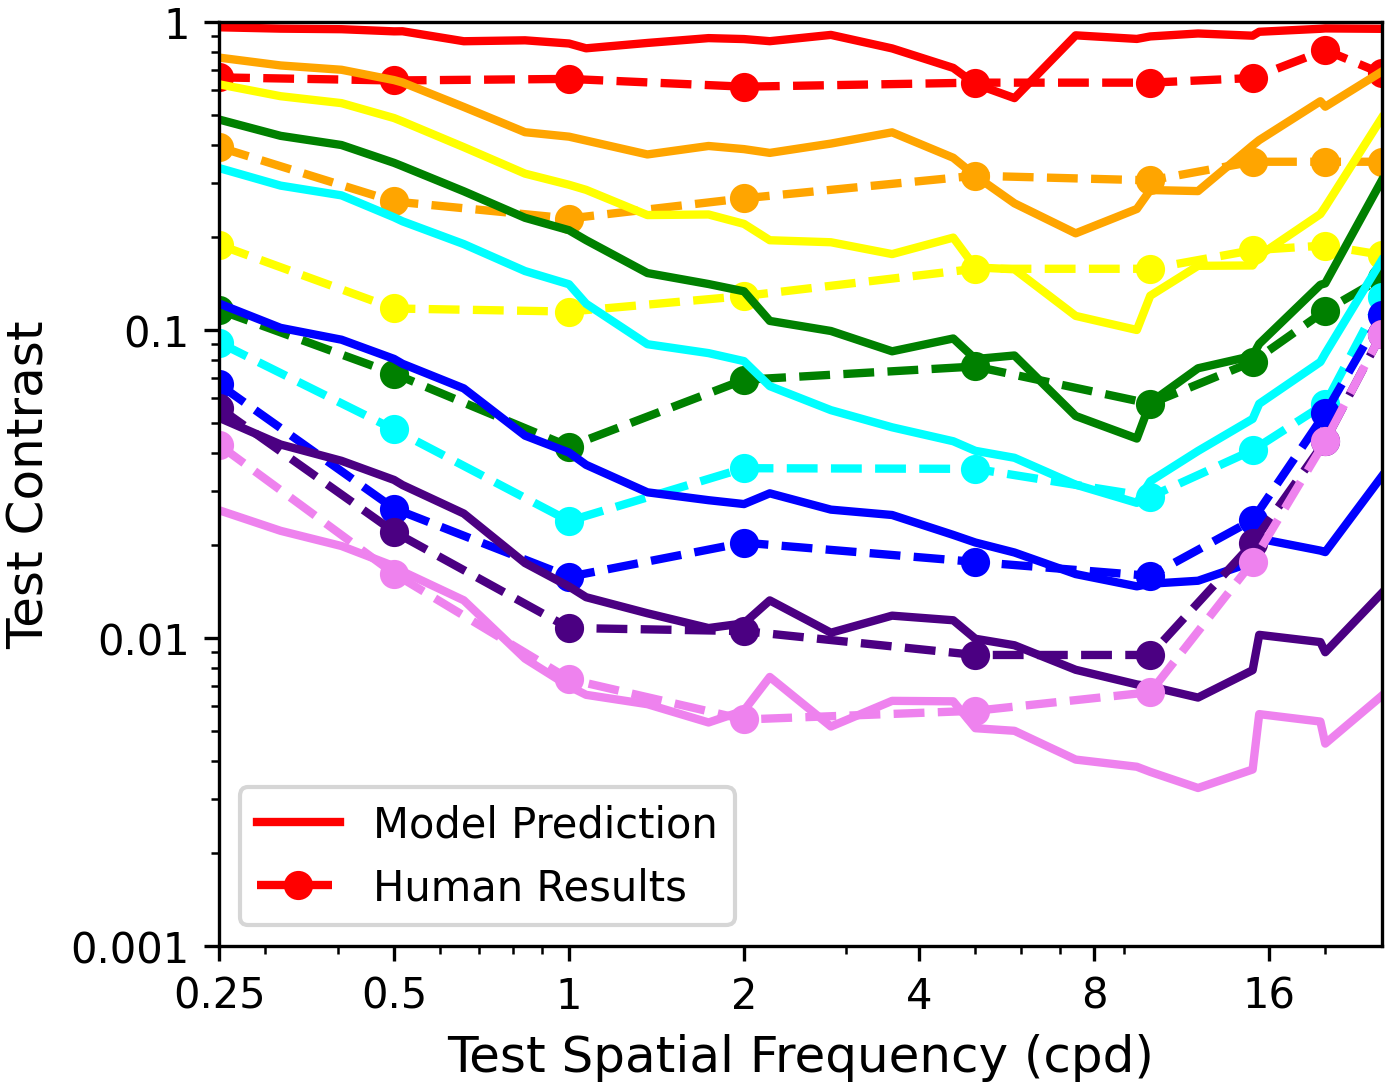 1
0.1
0.01
0.001
Test Contrast
Model Prediction
Human Results
0.25 0.5 1 2 4 8 16
Test Spatial Frequency (cpd)